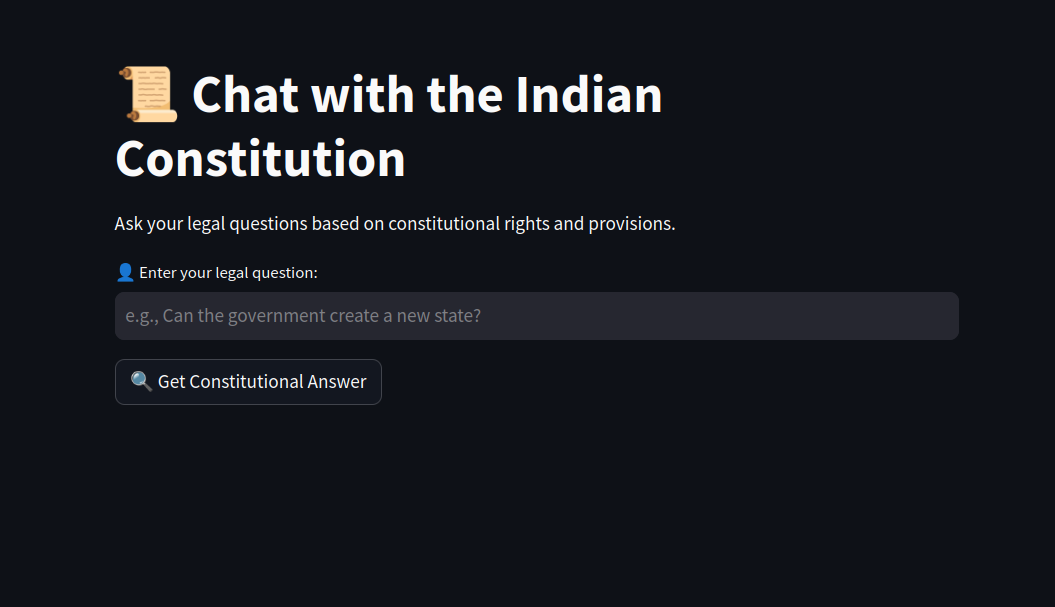 📜 Chat with the Indian
Constitution
Ask your legal questions based on constitutional rights and provisions.
👤 Enter your legal question:
e.g., Can the government create a new state?
🔍 Get Constitutional Answer